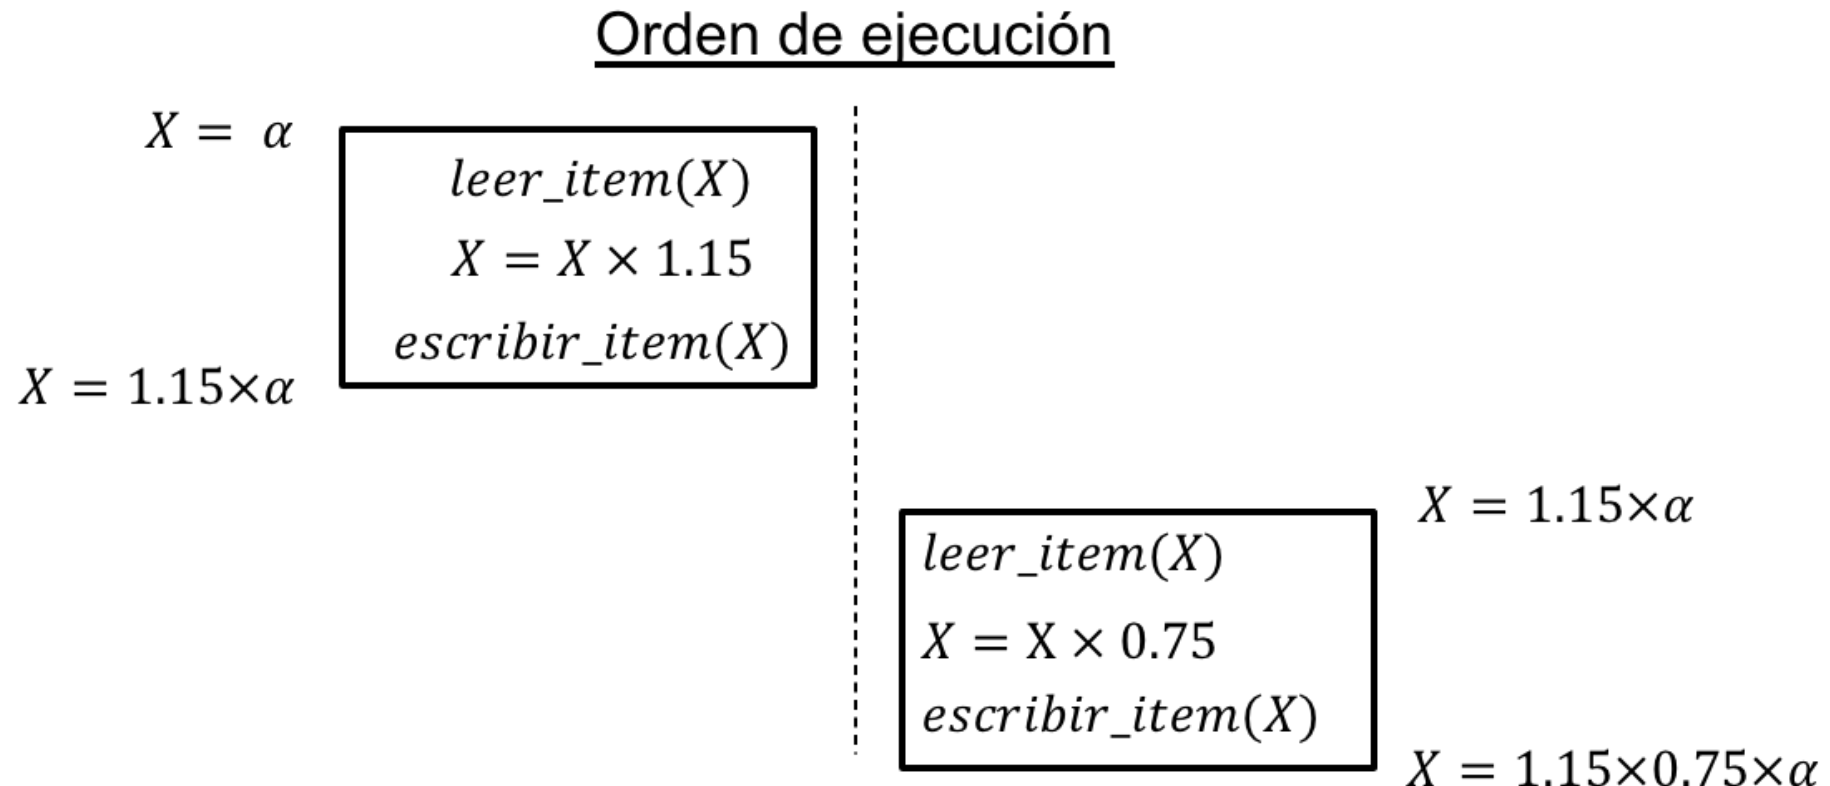 Orden de ejecución
X = α
leer_item(X)
X = X × 1.15
escribir_item(X)
X = 1.15×α
X = 1.15×α
leer_item(X)
X = X × 0.75
escribir_item(X)
X = 1.15×0.75×α